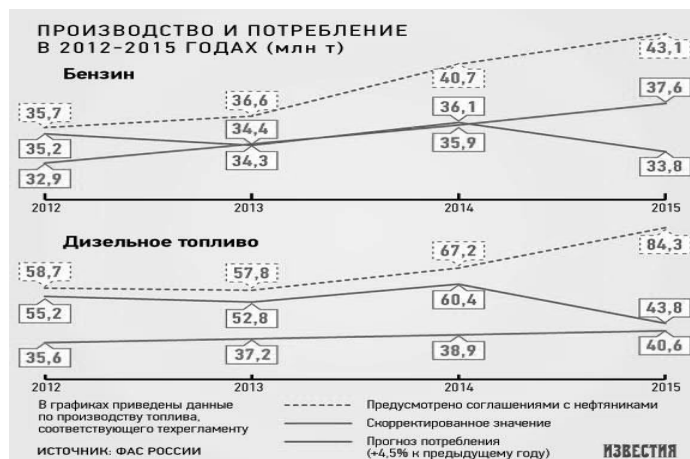 ПРОИЗВОДСТВО И ПОТРЕБЛЕНИЕ
В 2012–2015 ГОДАХ (млн т)
Бензин
43,1
40,7
37,6
35,7
36,6
36,1
34,4
35,2
34,3
35,9
33,8
32,9
2012 2013 2014 2015
Дизельное топливо
84,3
67,2
58,7
57,8
60,4
43,8
55,2
52,8
35,6
37,2
38,9
40,6
2012 2013 2014 2015
В графиках приведены данные
по производству топлива,
соответствующего техрегламенту
ИСТОЧНИК: ФАС РОССИИ
Предусмотрено соглашениями с нефтяниками
Скорректированное значение
Прогноз потребления
(+4,5% к предыдущему году)
ИЗВЕСТИЯ